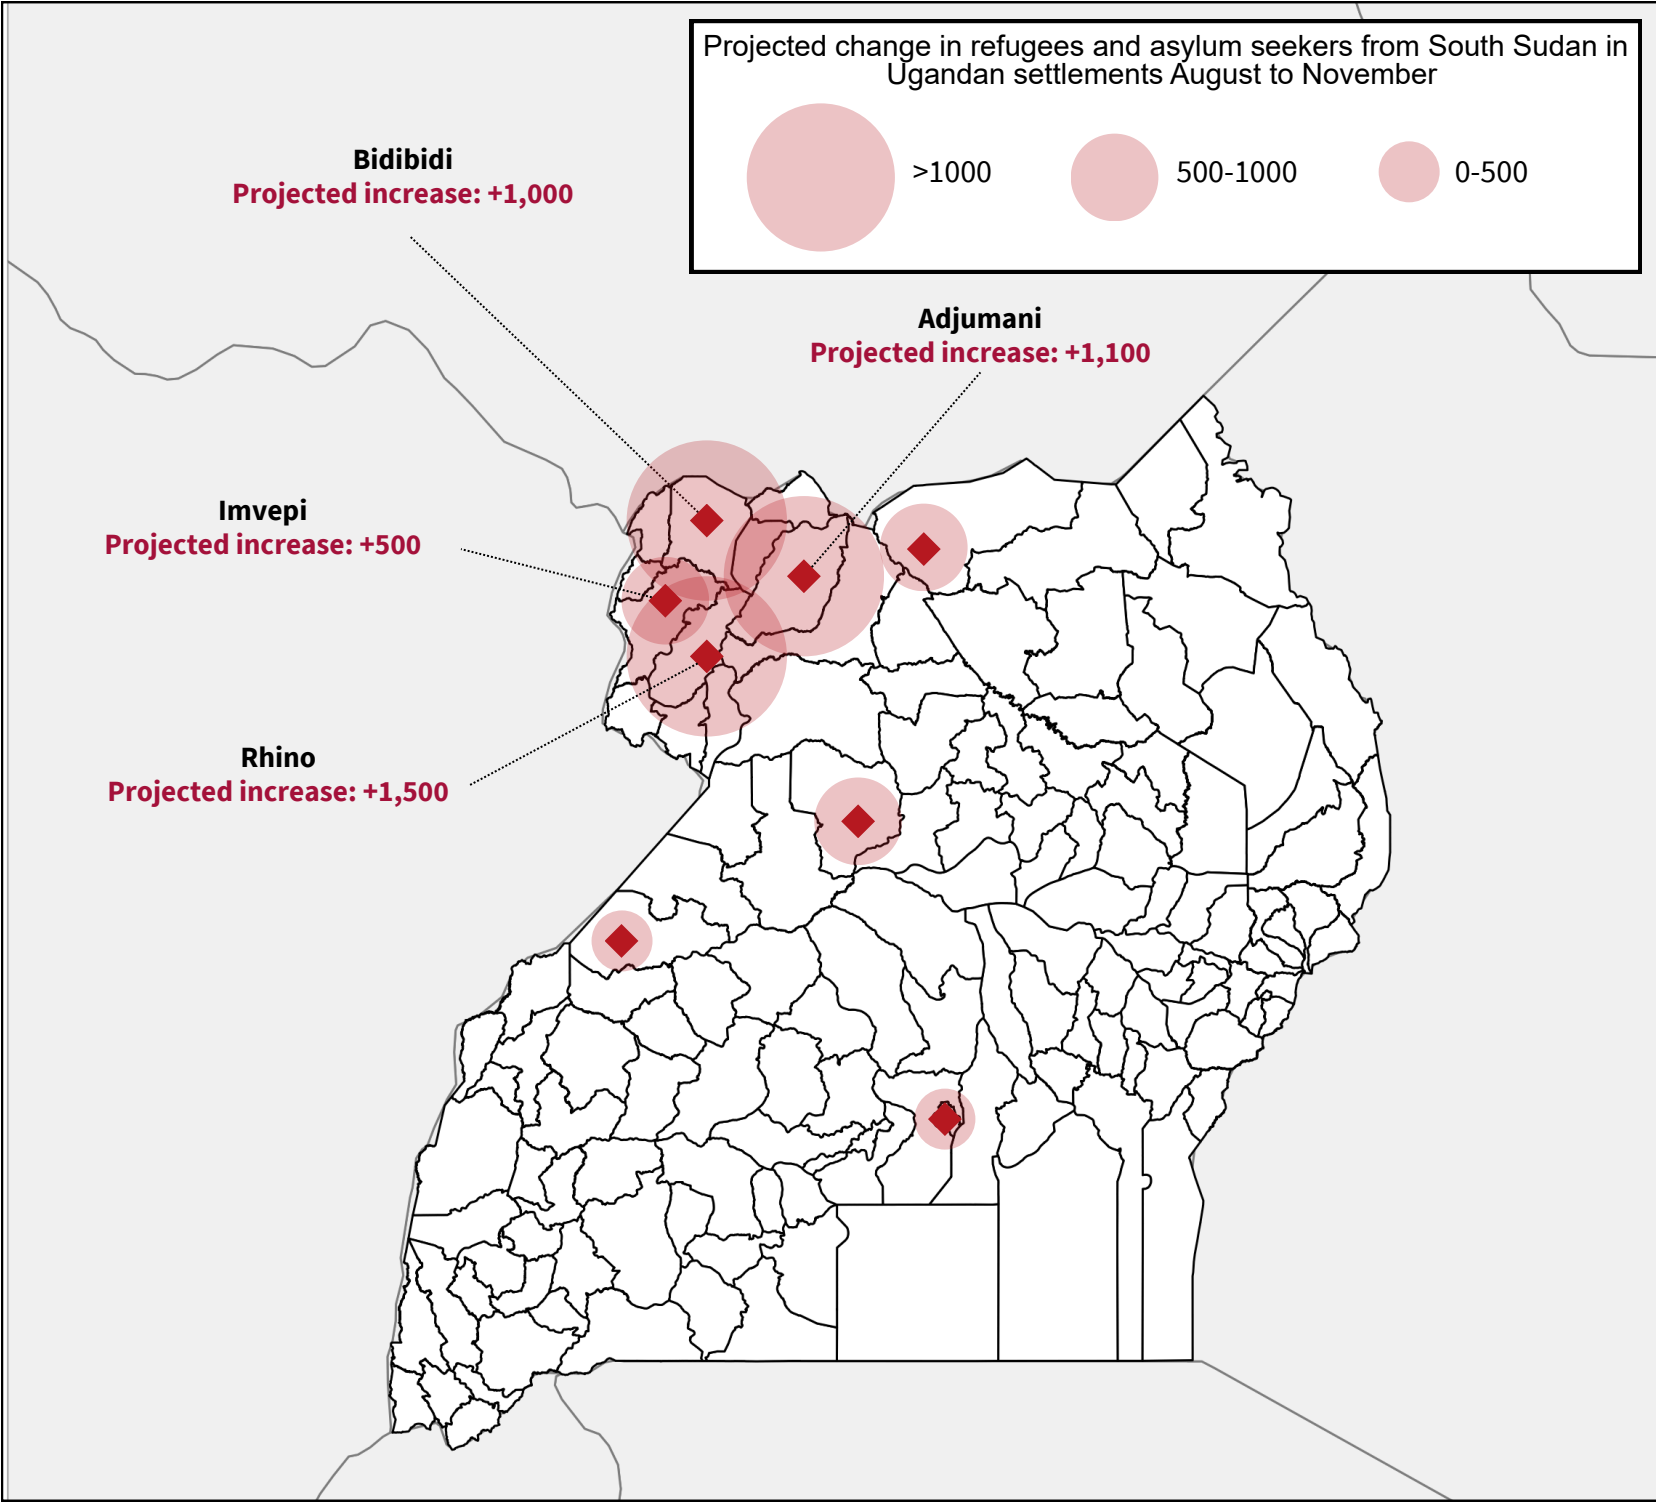 Projected change in refugees and asylum seekers from South Sudan in
Ugandan settlements August to November
>1000
500-1000
0-500
Bidibidi
Projected increase: +1,000
Adjumani
Projected increase: +1,100
Imvepi
Projected increase: +500
Rhino
Projected increase: +1,500